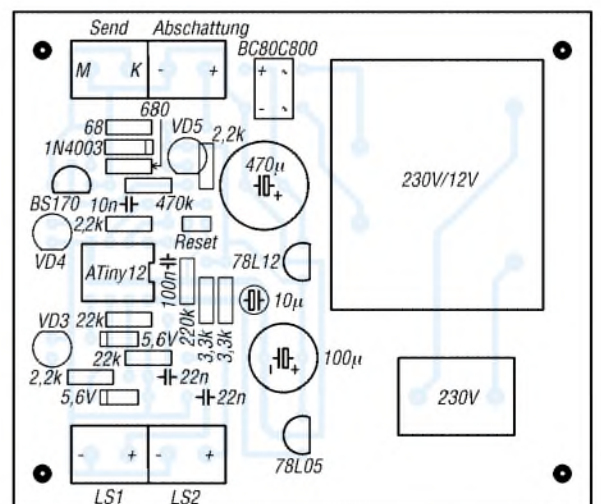 Send Abschattung
BC80C800
M K - +
+ ~
- ~
680
68
VD5
2,2k
1N4003
470µ
+
230V/12V
BS170
10n
470k
2,2k
Reset
VD4
78L12
ATiny12
100n
10µ
220k
3,3k
3,3k
VD3
22k
5,6V
22k
100µ
- +
2,2k
22n
5,6V
22n
230V
- + - +
78L05
LS1 LS2